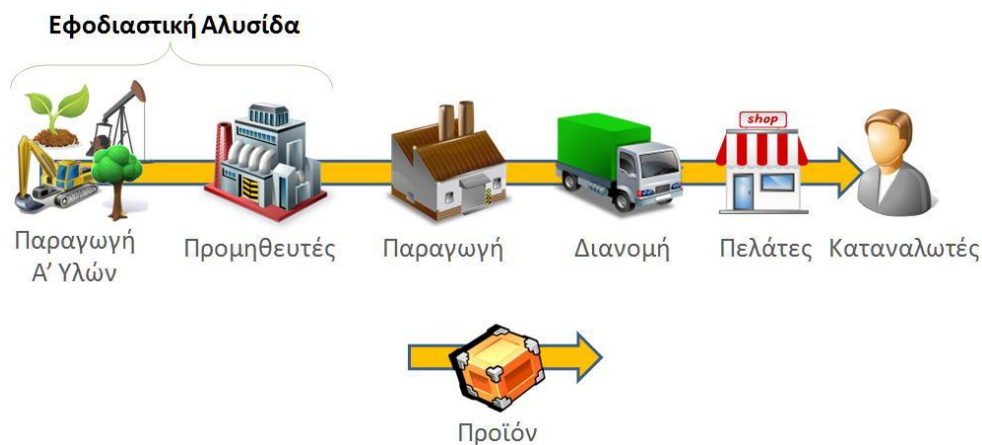 Εφοδιαστική Αλυσίδα
shop
Παραγωγή
Α' Υλών
Προμηθευτές
Παραγωγή
Διανομή
Πελάτες
Καταναλωτές
Προϊόν